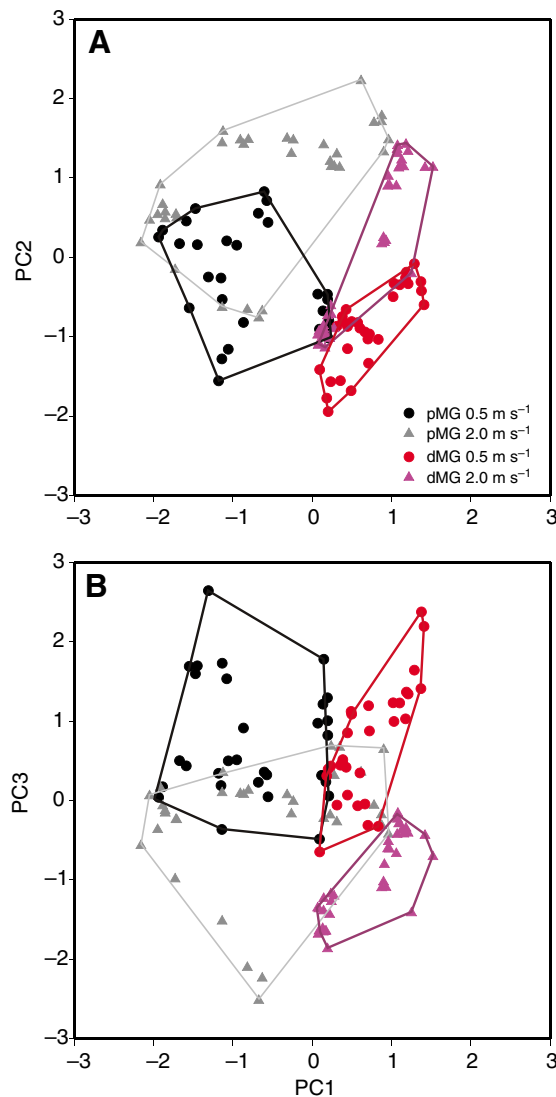 A
3
2
1
0
–1
–2
–3
PC2
pMG 0.5 m s⁻¹
pMG 2.0 m s⁻¹
dMG 0.5 m s⁻¹
dMG 2.0 m s⁻¹
–3 –2 –1 0 1 2 3
B
3
2
1
0
–1
–2
–3
PC3
–3 –2 –1 0 1 2 3
PC1